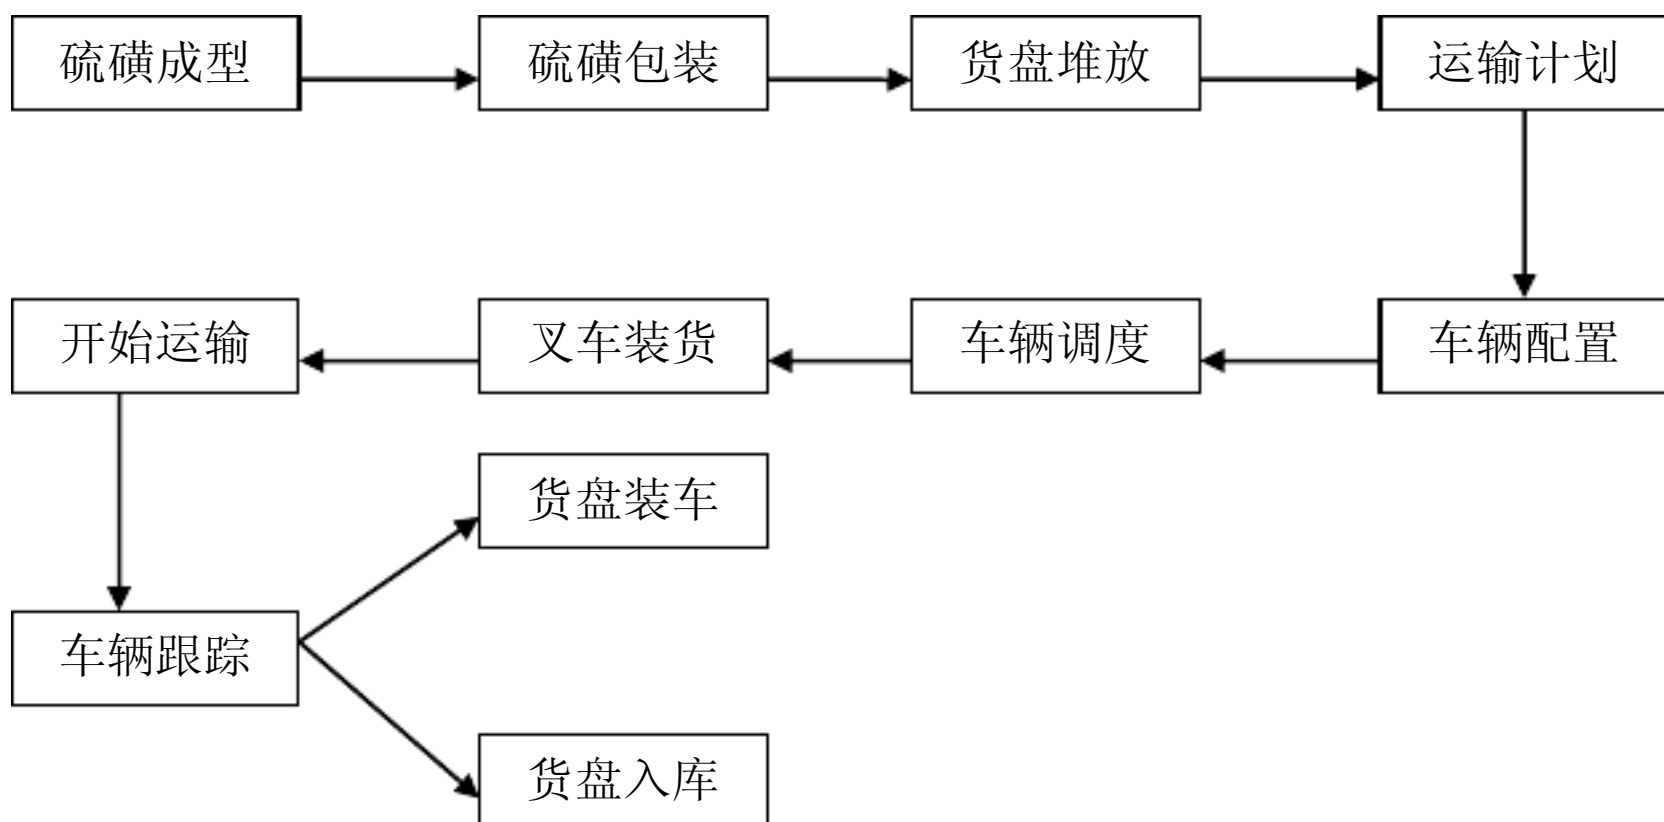 硫磺成型
硫磺包装
货盘堆放
运输计划
车辆配置
车辆调度
叉车装货
开始运输
车辆跟踪
货盘装车
货盘入库